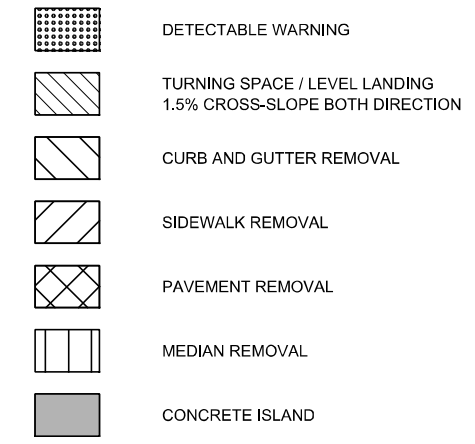 DETECTABLE WARNING
TURNING SPACE / LEVEL LANDING
1.5% CROSS-SLOPE BOTH DIRECTION
CURB AND GUTTER REMOVAL
SIDEWALK REMOVAL
PAVEMENT REMOVAL
MEDIAN REMOVAL
CONCRETE ISLAND